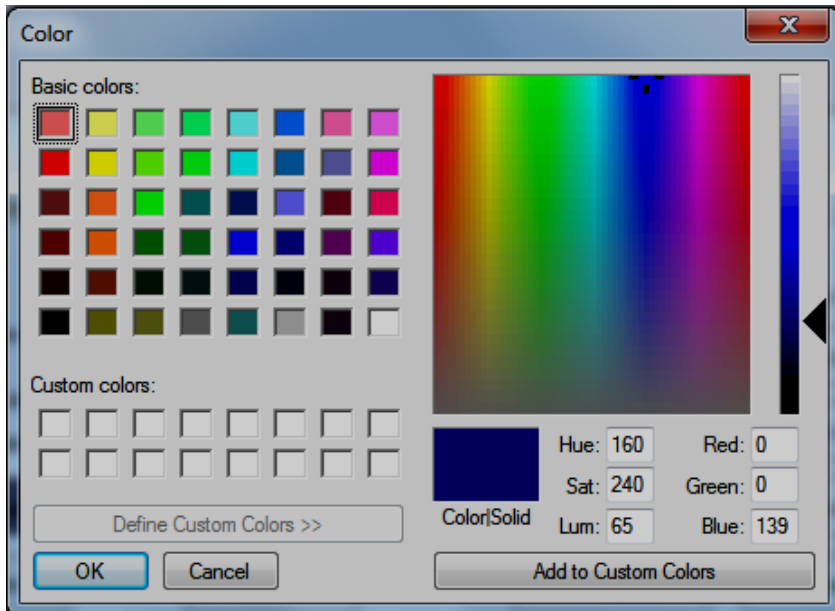 Color
Basic colors:
Custom colors:
Define Custom Colors >>
OK Cancel
Hue: 160 Red: 0
Sat: 240 Green: 0
Color|Solid Lum: 65 Blue: 139
Add to Custom Colors